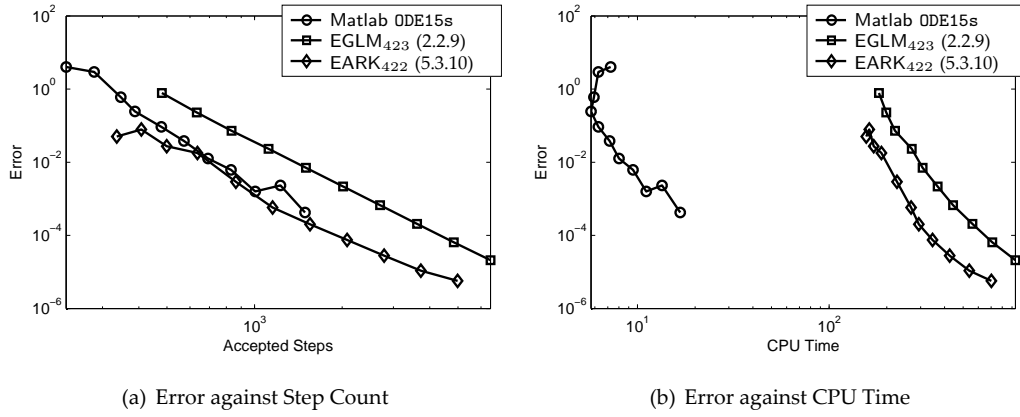 10^2
10^0
10^-2
10^-4
10^-6
Error
10^3
Accepted Steps
Matlab ODE15s
EGLM_423 (2.2.9)
EARK_422 (5.3.10)
(a) Error against Step Count
10^2
10^0
10^-2
10^-4
10^-6
Error
10^1
10^2
CPU Time
Matlab ODE15s
EGLM_423 (2.2.9)
EARK_422 (5.3.10)
(b) Error against CPU Time